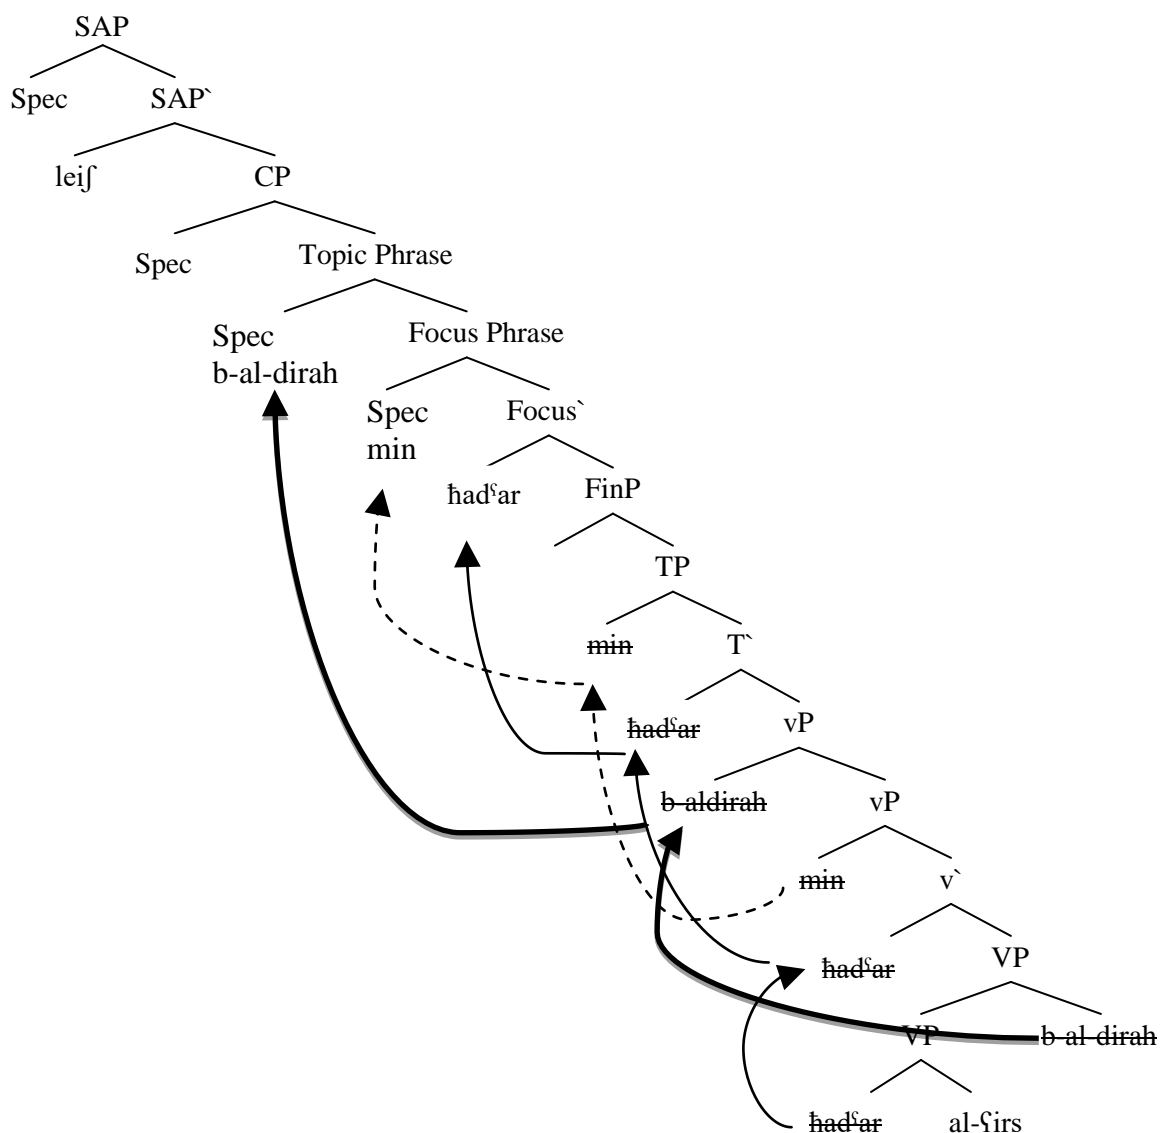 SAP
Spec SAP`
leiʃ CP
Spec Topic Phrase
Spec Focus Phrase
b-al-dirah
Spec Focus`
min
ħadˤar FinP
TP
min T`
ħadˤar vP
b-aldirah vP
min v`
ħadˤar VP
VP b-al-dirah
ħadˤar al-ʕirs